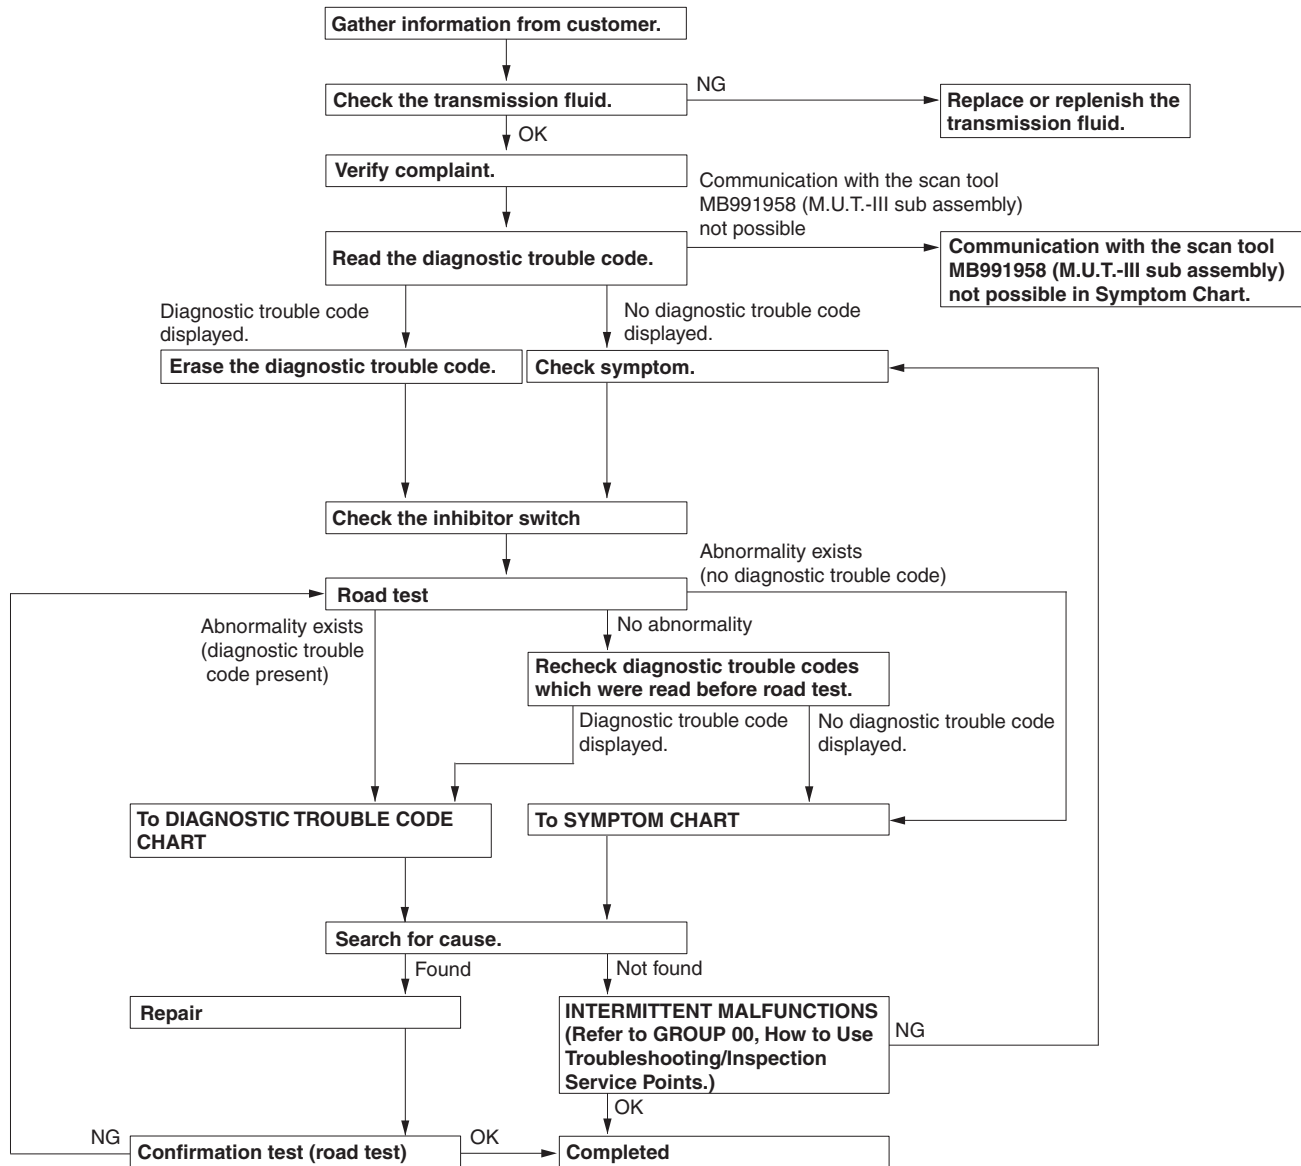 Gather information from customer.
NG
Check the transmission fluid.
Replace or replenish the
transmission fluid.
OK
Verify complaint.
Communication with the scan tool
MB991958 (M.U.T.-III sub assembly)
not possible
Read the diagnostic trouble code.
Communication with the scan tool
MB991958 (M.U.T.-III sub assembly)
not possible in Symptom Chart.
Diagnostic trouble code
displayed.
No diagnostic trouble code
displayed.
Erase the diagnostic trouble code.
Check symptom.
Check the inhibitor switch
Abnormality exists
(no diagnostic trouble code)
Road test
Abnormality exists
(diagnostic trouble
code present)
No abnormality
Recheck diagnostic trouble codes
which were read before road test.
Diagnostic trouble code
displayed.
No diagnostic trouble code
displayed.
To DIAGNOSTIC TROUBLE CODE
CHART
To SYMPTOM CHART
Search for cause.
Found
Not found
Repair
INTERMITTENT MALFUNCTIONS
(Refer to GROUP 00, How to Use
Troubleshooting/Inspection
Service Points.)
NG
OK
NG
Confirmation test (road test)
OK
Completed